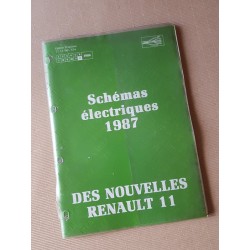 Schémas
électriques
1987
DES NOUVELLES
RENAULT 11